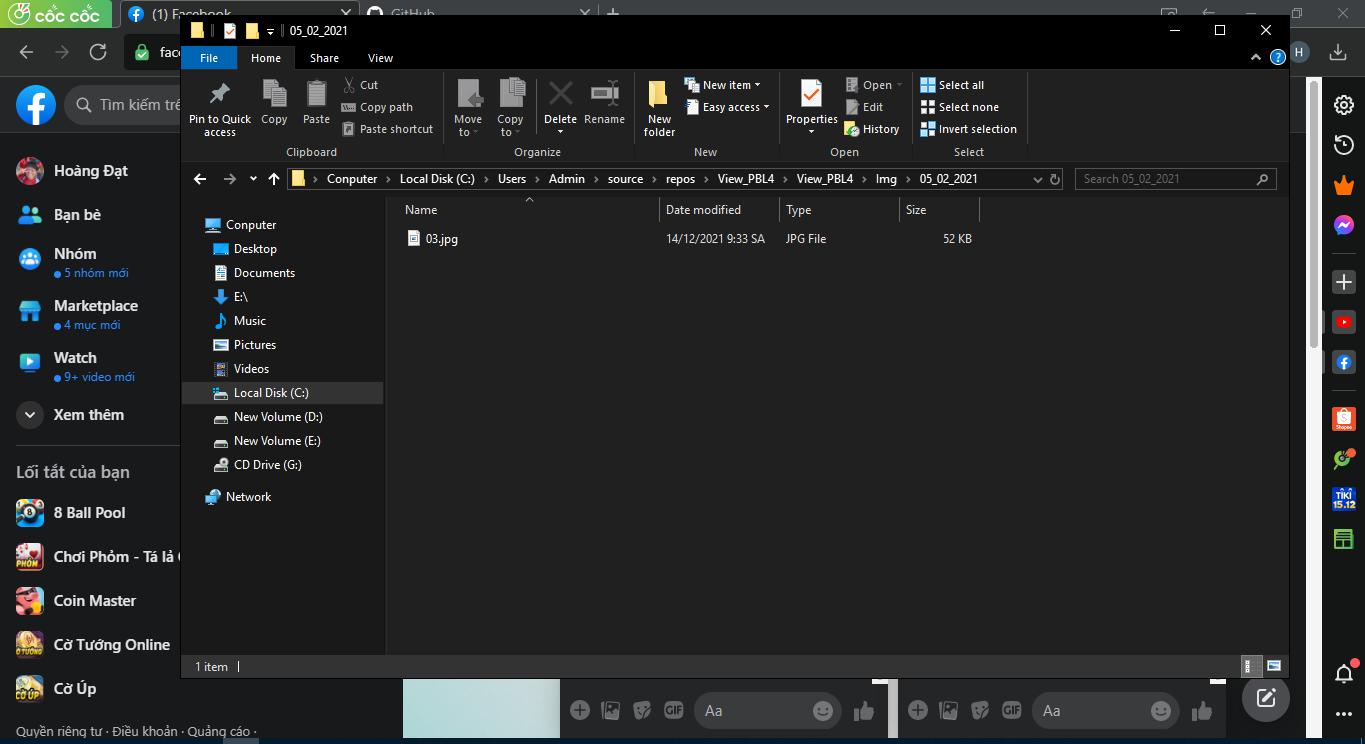 cốc cốc
(1) Facebook
GitHub
05_02_2021
File
Home
Share
View
H
Tìm kiếm trê
Pin to Quick
access
Copy
Paste
Cut
Copy path
Paste shortcut
Clipboard
Move
to
Copy
to
Delete
Rename
Organize
New
folder
New item
Easy access
New
Properties
Open
Edit
History
Open
Select all
Select none
Invert selection
Select
Conputer
Local Disk (C:)
Users
Admin
source
repos
View_PBL4
View_PBL4
Img
05_02_2021
Search 05_02_2021
Name
Date modified
Type
Size
03.jpg
14/12/2021 9:33 SA
JPG File
52 KB
Conputer
Desktop
Documents
E:\
Music
Pictures
Videos
Local Disk (C:)
New Volume (D:)
New Volume (E:)
CD Drive (G:)
Network
1 item
Hoàng Đạt
Bạn bè
Nhóm
5 nhóm mới
Marketplace
4 mục mới
Watch
9+ video mới
Xem thêm
Lối tắt của bạn
8 Ball Pool
Chơi Phỏm - Tá lả
Coin Master
Cờ Tướng Online
Cờ Úp
Quyền riêng tư · Điều khoản · Quảng cáo ·
GIF
Aa
GIF
Aa
Shopee
TIKI
15.12